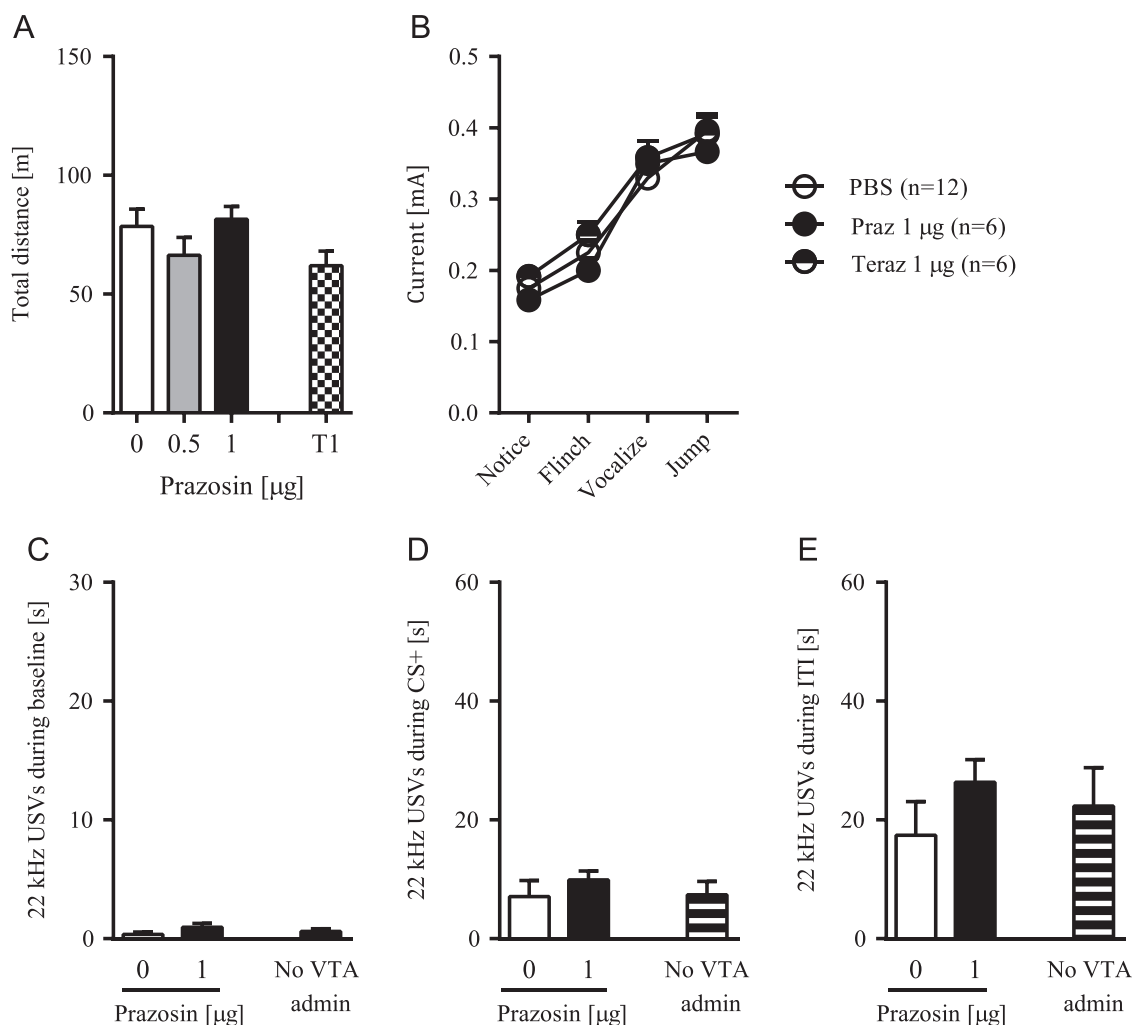 A
Total distance [m]
150
100
50
0
0 0.5 1 T1
Prazosin [μg]
B
Current [mA]
0.5
0.4
0.3
0.2
0.1
0.0
Notice
Flinch
Vocalize
Jump
PBS (n=12)
Praz 1 μg (n=6)
Teraz 1 μg (n=6)
C
22 kHz USVs during baseline [s]
30
20
10
0
0 1 No VTA
Prazosin [μg] admin
D
22 kHz USVs during CS+ [s]
60
40
20
0
0 1 No VTA
Prazosin [μg] admin
E
22 kHz USVs during ITI [s]
60
40
20
0
0 1 No VTA
Prazosin [μg] admin